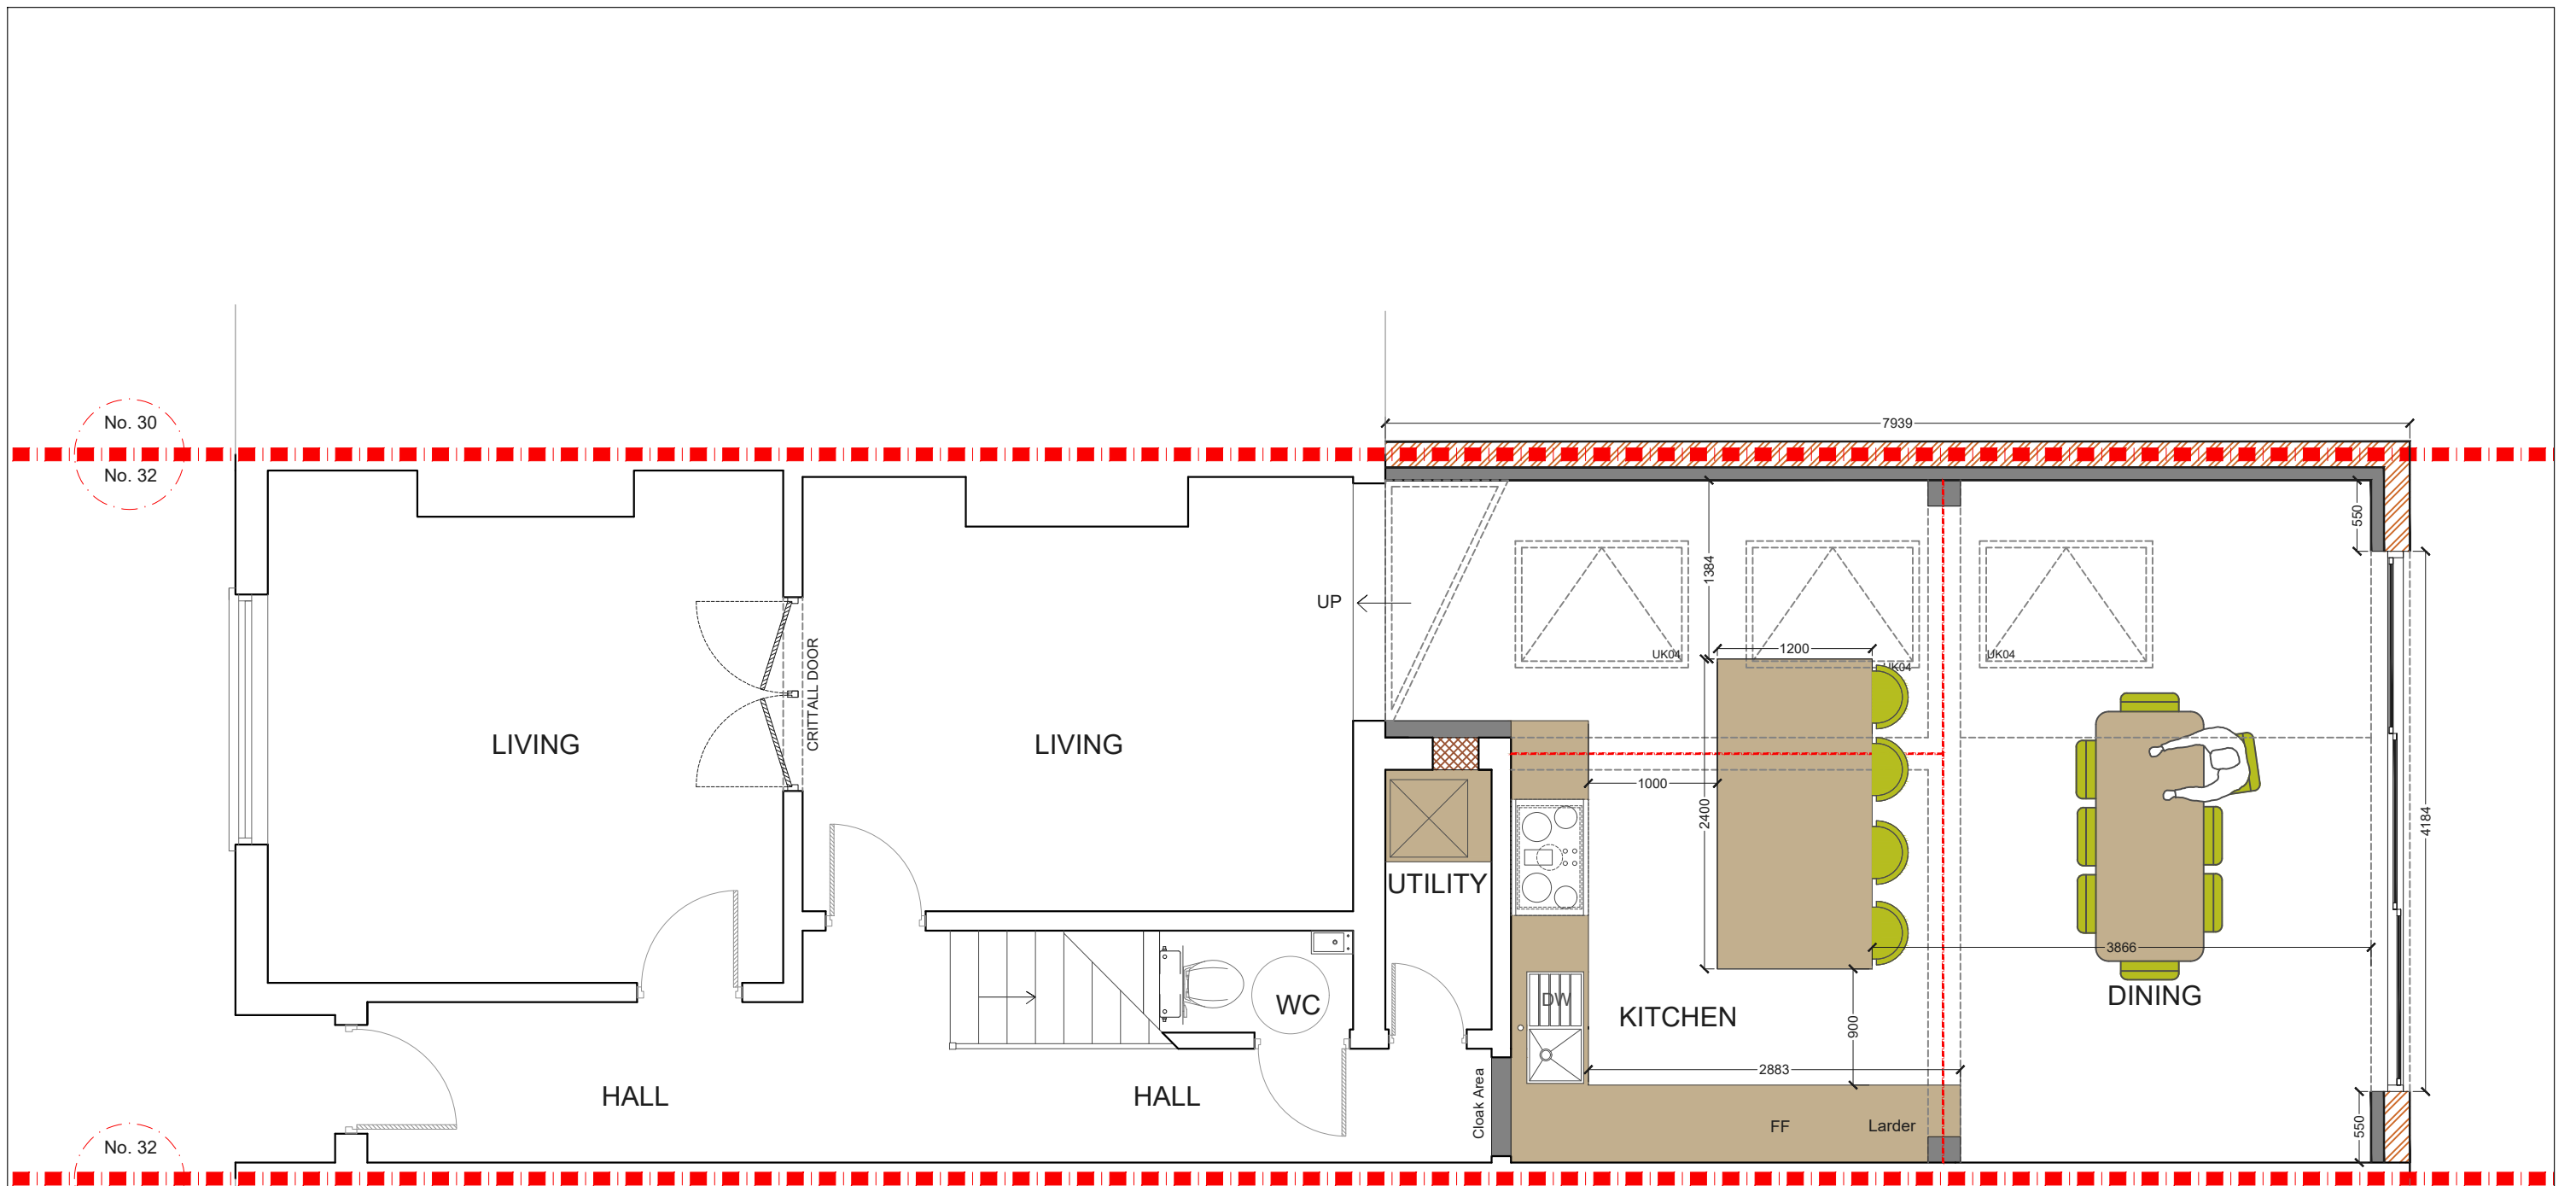 No. 30
No. 32
7939
550
1384
UP
UK04
UK04
UK04
1200
CRITTALL DOOR
LIVING
LIVING
1000
2400
4184
UTILITY
3866
DINING
WC
DW
KITCHEN
900
2883
HALL
HALL
Cloak Area
FF
Larder
550
No. 32